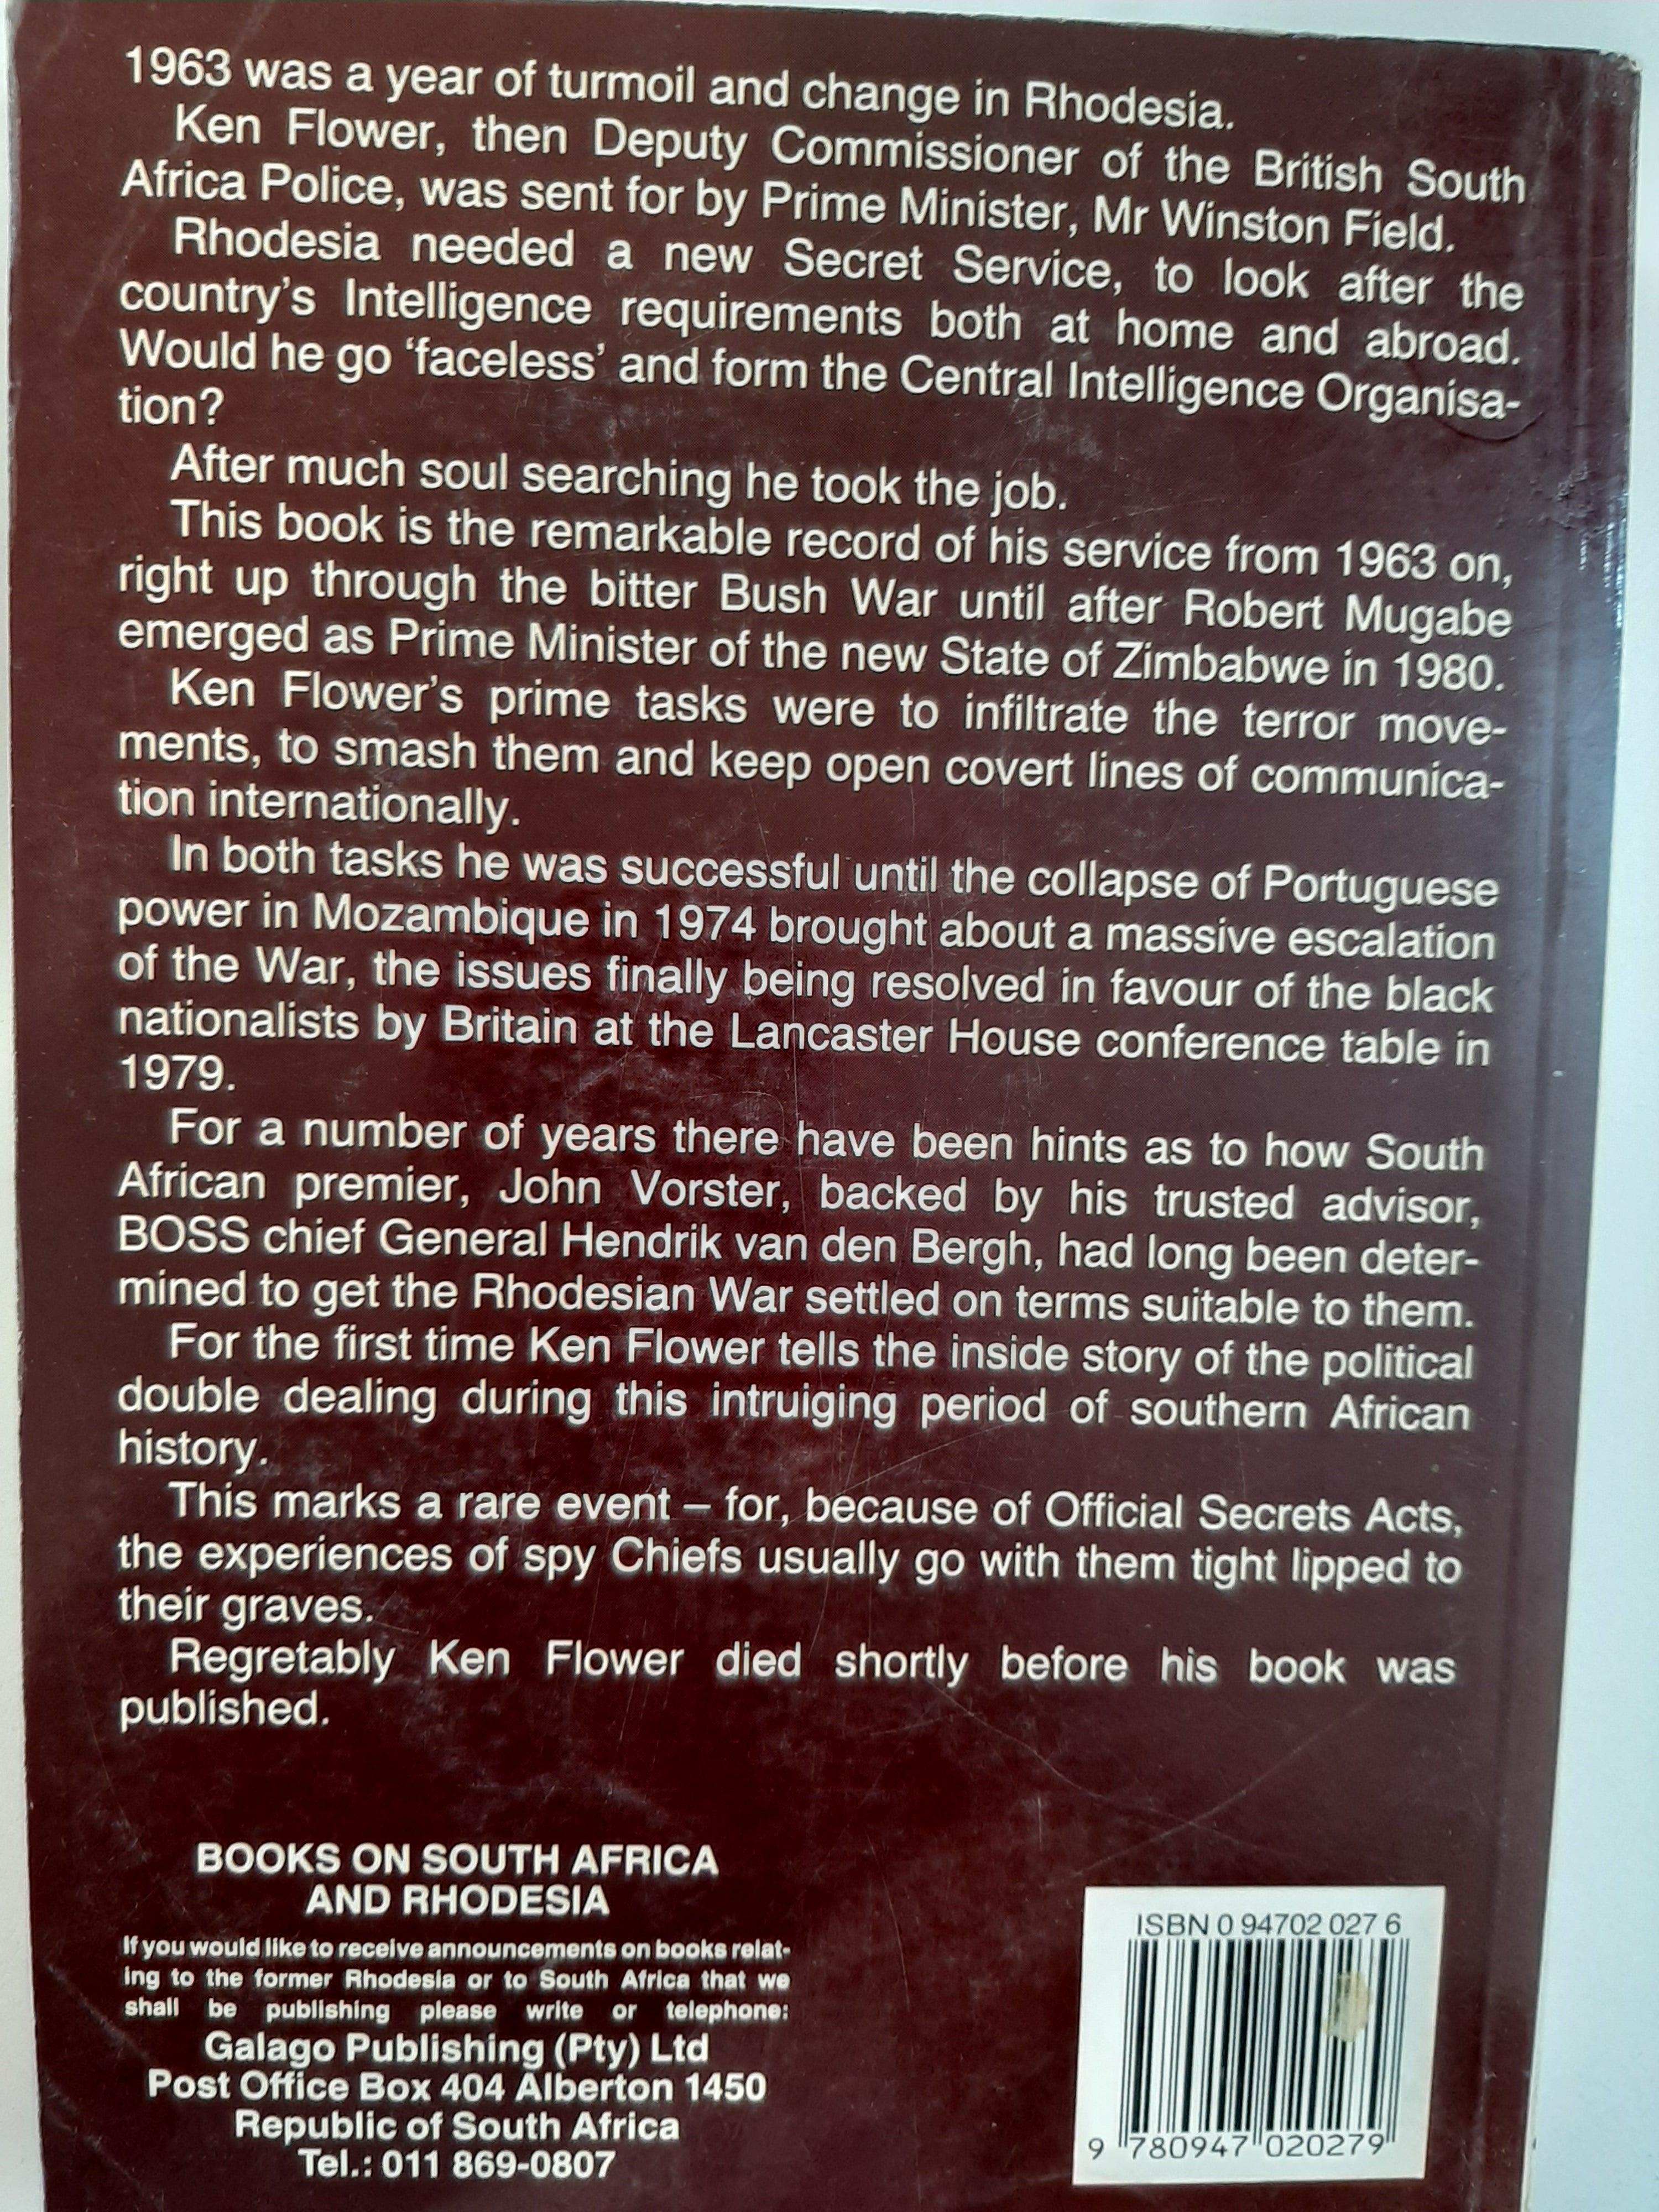 1963 was a year of turmoil and change in Rhodesia.
Ken Flower, then Deputy Commissioner of the British South
Africa Police, was sent for by Prime Minister, Mr Winston Field.
Rhodesia needed a new Secret Service, to look after the
country's Intelligence requirements both at home and abroad.
Would he go ‘faceless’ and form the Central Intelligence Organisa-
tion?
After much soul searching he took the job.
This book is the remarkable record of his service from 1963 on,
right up through the bitter Bush War until after Robert Mugabe
emerged as Prime Minister of the new State of Zimbabwe in 1980.
Ken Flower's prime tasks were to infiltrate the terror move-
ments, to smash them and keep open covert lines of communica-
tion internationally.
In both tasks he was successful until the collapse of Portuguese
power in Mozambique in 1974 brought about a massive escalation
of the War, the issues finally being resolved in favour of the black
nationalists by Britain at the Lancaster House conference table in
1979.
For a number of years there have been hints as to how South
African premier, John Vorster, backed by his trusted advisor,
BOSS chief General Hendrik van den Bergh, had long been deter-
mined to get the Rhodesian War settled on terms suitable to them.
For the first time Ken Flower tells the inside story of the political
double dealing during this intruiging period of southern African
history.
This marks a rare event – for, because of Official Secrets Acts,
the experiences of spy Chiefs usually go with them tight lipped to
their graves.
Regretably Ken Flower died shortly before his book was
published.
BOOKS ON SOUTH AFRICA
AND RHODESIA
If you would like to receive announcements on books relat-
ing to the former Rhodesia or to South Africa that we
shall be publishing please write or telephone:
Galago Publishing (Pty) Ltd
Post Office Box 404 Alberton 1450
Republic of South Africa
Tel.: 011 869-0807
ISBN 0 94702 027 6
9 780947 020279